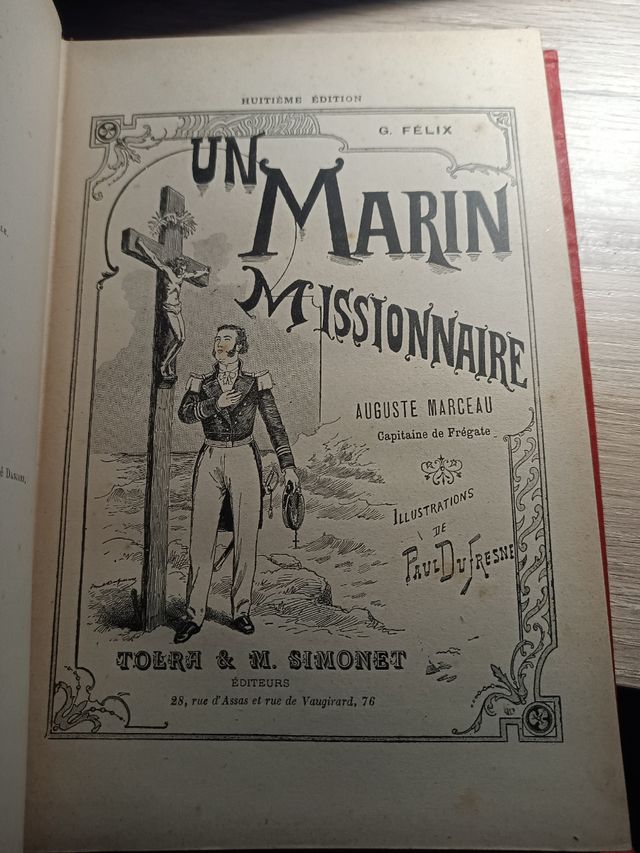 HUITIÈME ÉDITION
G. FÉLIX
UN
MARIN
MISSIONNAIRE
AUGUSTE MARCEAU
Capitaine de Frégate
ILLUSTRATIONS
DE
PAUL DUFRESNE
TOLRA & M. SIMONET
ÉDITEURS
28, rue d'Assas et rue de Vaugirard, 76